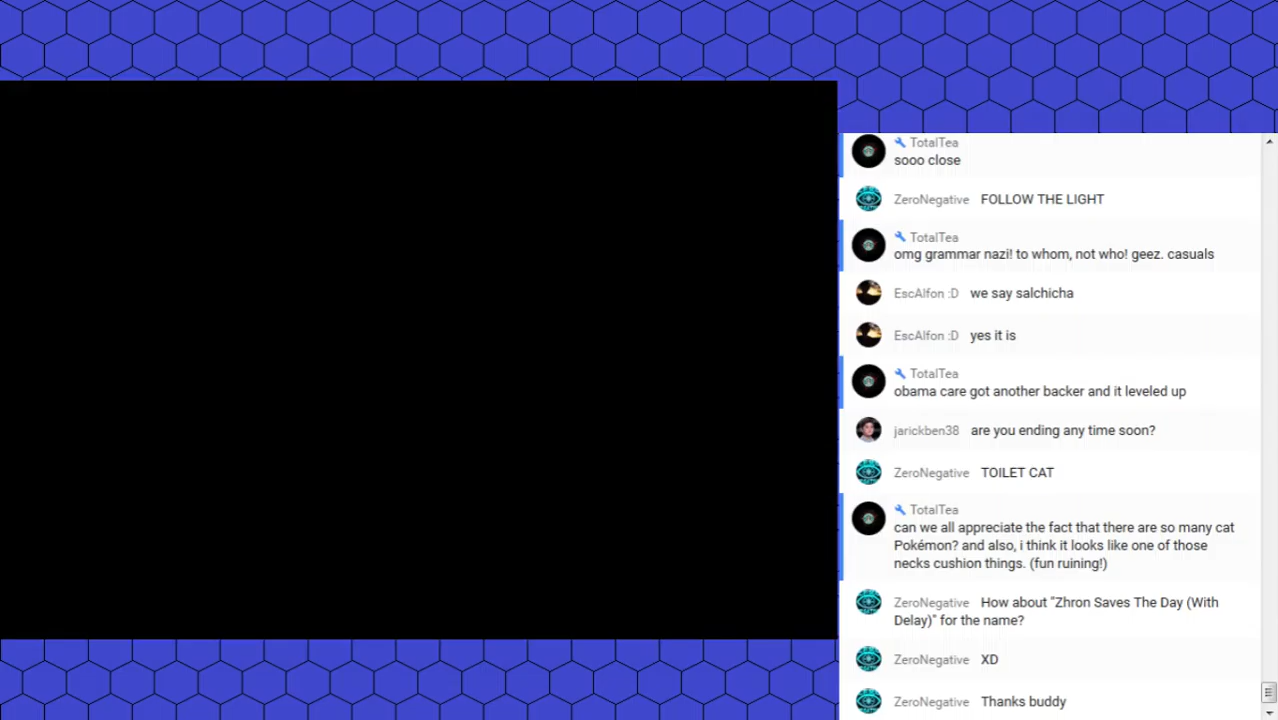 TotalTea
sooo close
ZeroNegative FOLLOW THE LIGHT
TotalTea
omg grammar nazi! to whom, not who! geez. casuals
EscAlfon :D we say salchicha
EscAlfon :D yes it is
TotalTea
obama care got another backer and it leveled up
jarickben38 are you ending any time soon?
ZeroNegative TOILET CAT
TotalTea
can we all appreciate the fact that there are so many cat
Pokémon? and also, i think it looks like one of those
necks cushion things. (fun ruining!)
ZeroNegative How about "Zhron Saves The Day (With
Delay)" for the name?
ZeroNegative XD
ZeroNegative Thanks buddy